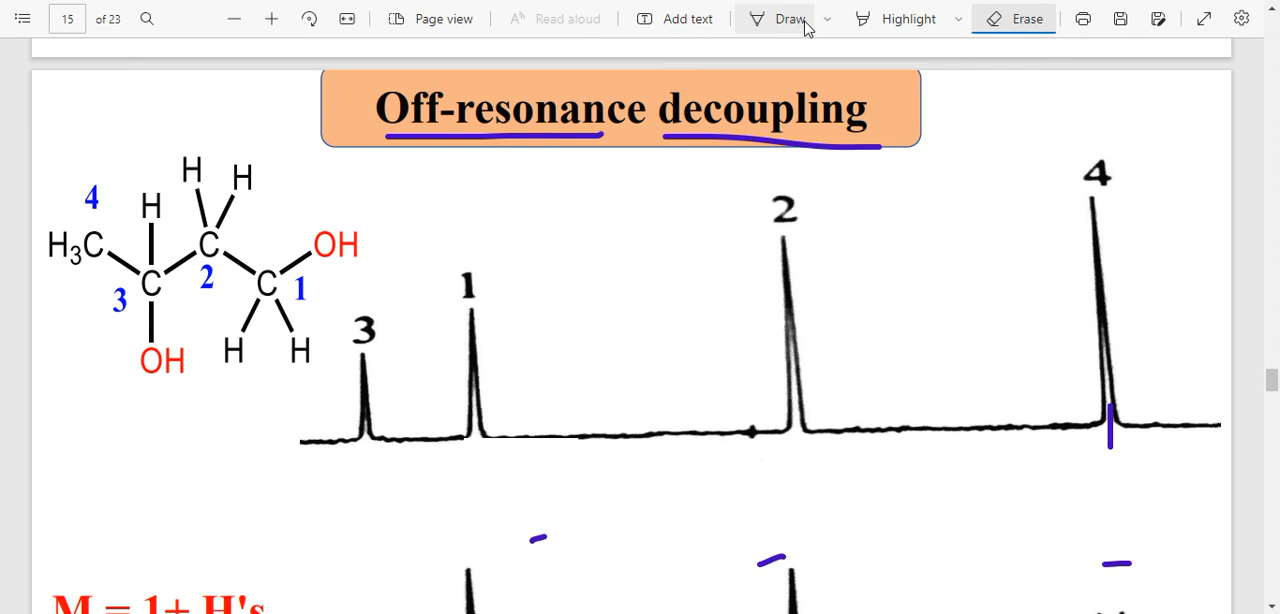 15 of 23 Page view Read aloud Add text Draw Highlight Erase
Off-resonance decoupling
4 H H H
H3C C C OH
3 2 C 1
OH H H
3 1 2 4
M = 1+ H's